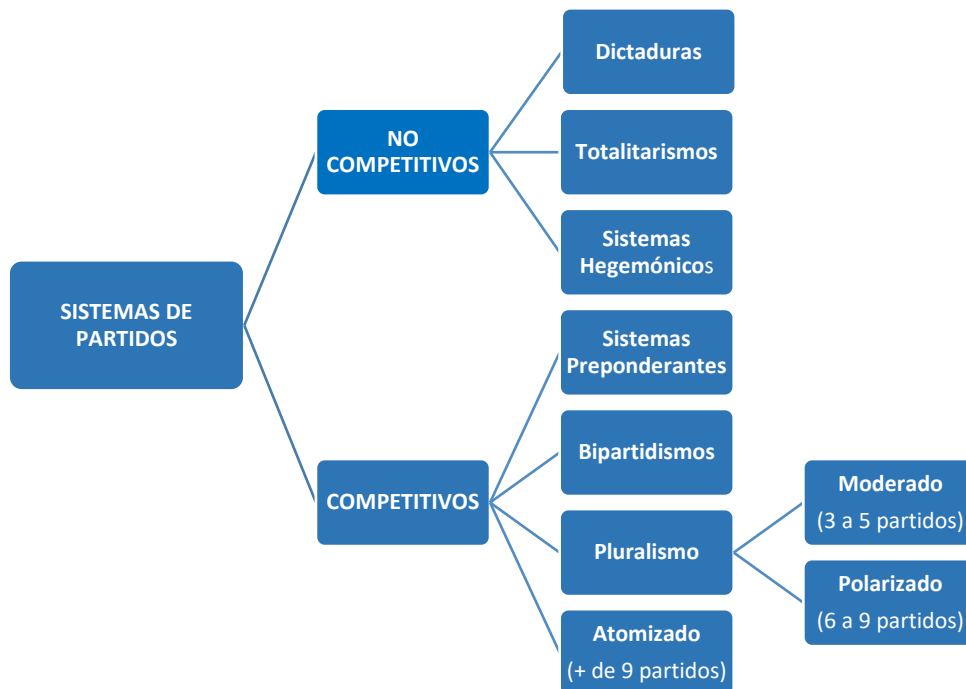 SISTEMAS DE
PARTIDOS
NO
COMPETITIVOS
Dictaduras
Totalitarismos
Sistemas
Hegemónicos
COMPETITIVOS
Sistemas
Preponderantes
Bipartidismos
Pluralismo
Moderado
(3 a 5 partidos)
Polarizado
(6 a 9 partidos)
Atomizado
(+ de 9 partidos)